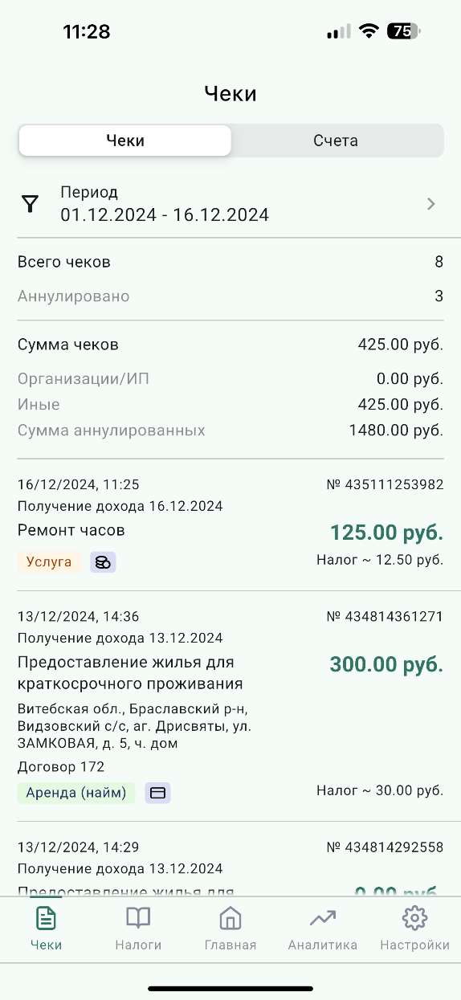 11:28
75
Чеки
Чеки
Счета
Период
01.12.2024 - 16.12.2024
Всего чеков 8
Аннулировано 3
Сумма чеков 425.00 руб.
Организации/ИП 0.00 руб.
Иные 425.00 руб.
Сумма аннулированных 1480.00 руб.
16/12/2024, 11:25 № 435111253982
Получение дохода 16.12.2024
Ремонт часов 125.00 руб.
Услуга Налог ~ 12.50 руб.
13/12/2024, 14:36 № 434814361271
Получение дохода 13.12.2024
Предоставление жилья для 300.00 руб.
краткосрочного проживания
Витебская обл., Браславский р-н,
Видзовский с/с, аг. Дрисвяты, ул.
ЗАМКОВАЯ, д. 5, ч. дом
Договор 172
Аренда (найм) Налог ~ 30.00 руб.
13/12/2024, 14:29 № 434814292558
Получение дохода 13.12.2024
Предоставление жилья для 0.00 руб.
Чеки
Налоги
Главная
Аналитика
Настройки